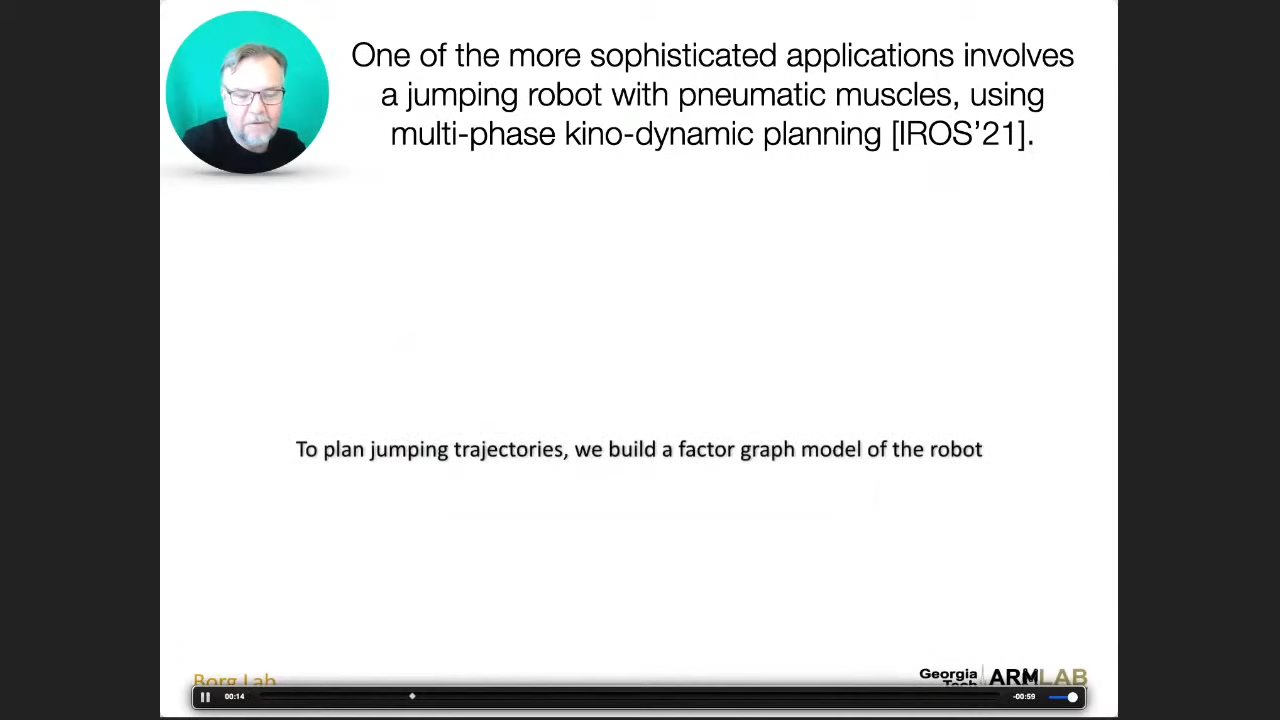 One of the more sophisticated applications involves
a jumping robot with pneumatic muscles, using
multi-phase kino-dynamic planning [IROS’21].
To plan jumping trajectories, we build a factor graph model of the robot
Borg Lab
Georgia
Tech
ARMLAB
00:14
-00:59